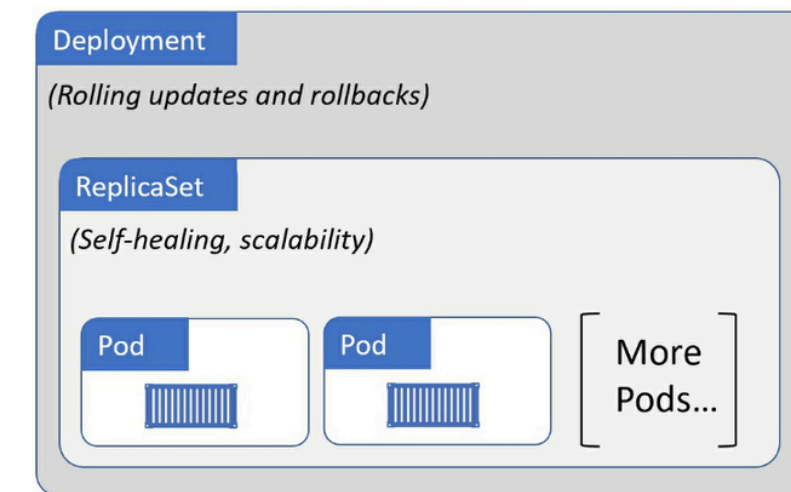 Deployment
(Rolling updates and rollbacks)
ReplicaSet
(Self-healing, scalability)
Pod
Pod
More
Pods...